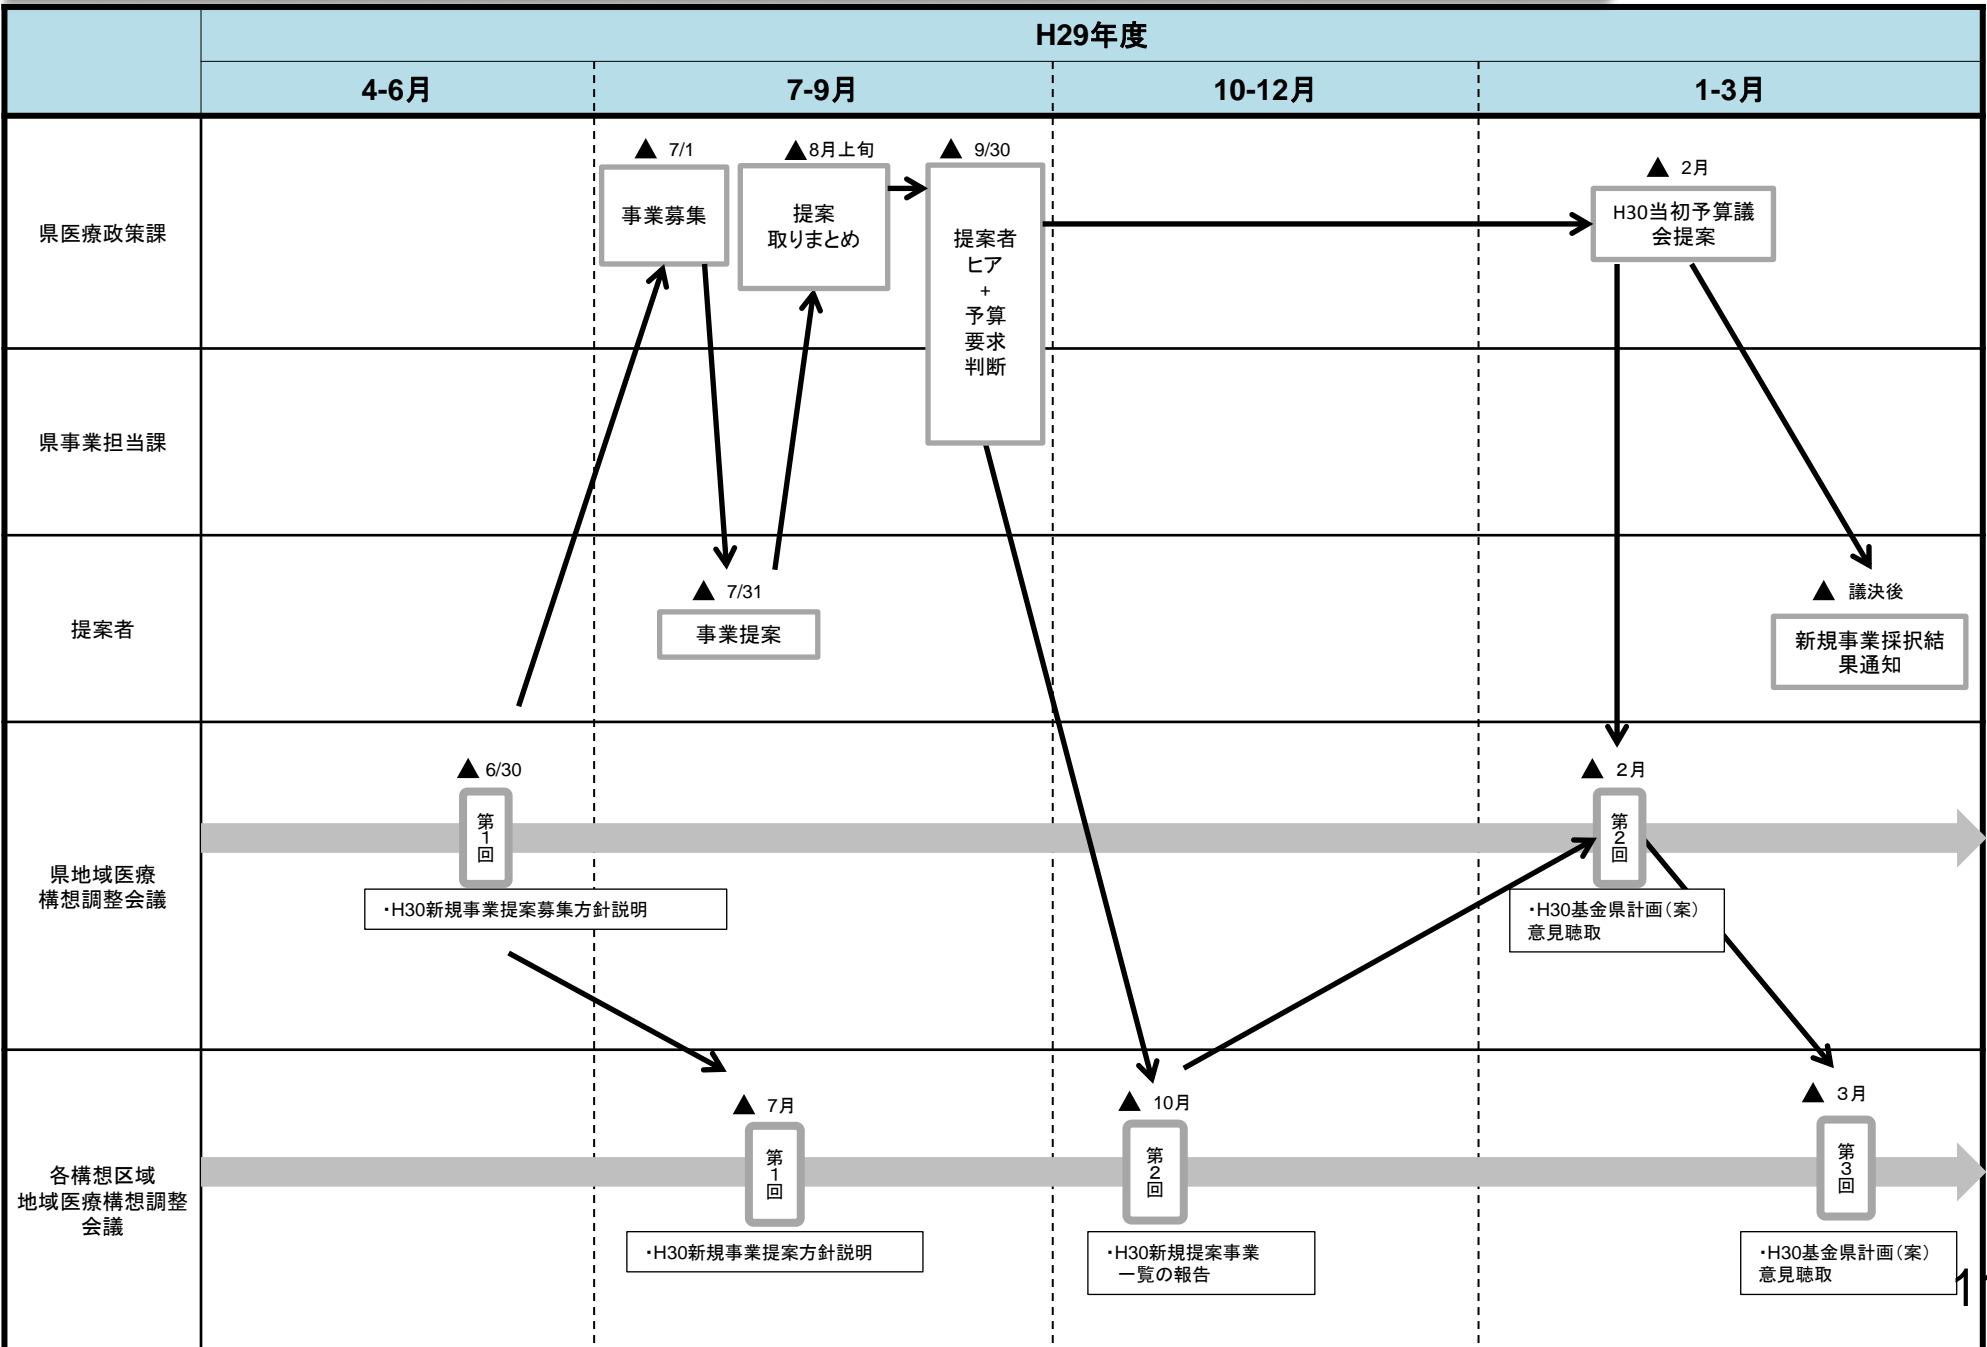 H29年度
4-6月
7-9月
10-12月
1-3月
県医療政策課
▲ 7/1
事業募集
▲8月上旬
提案
取りまとめ
▲ 9/30
提案者
ヒア
+
予算
要求
判断
▲ 2月
H30当初予算議
会提案
県事業担当課
提案者
▲ 7/31
事業提案
▲ 議決後
新規事業採択結
果通知
県地域医療
構想調整会議
▲ 6/30
第1回
・H30新規事業提案募集方針説明
▲ 2月
第2回
・H30基金県計画(案)
意見聴取
各構想区域
地域医療構想調整
会議
▲ 7月
第1回
・H30新規事業提案方針説明
▲ 10月
第2回
・H30新規提案事業
一覧の報告
▲ 3月
第3回
・H30基金県計画(案)
意見聴取